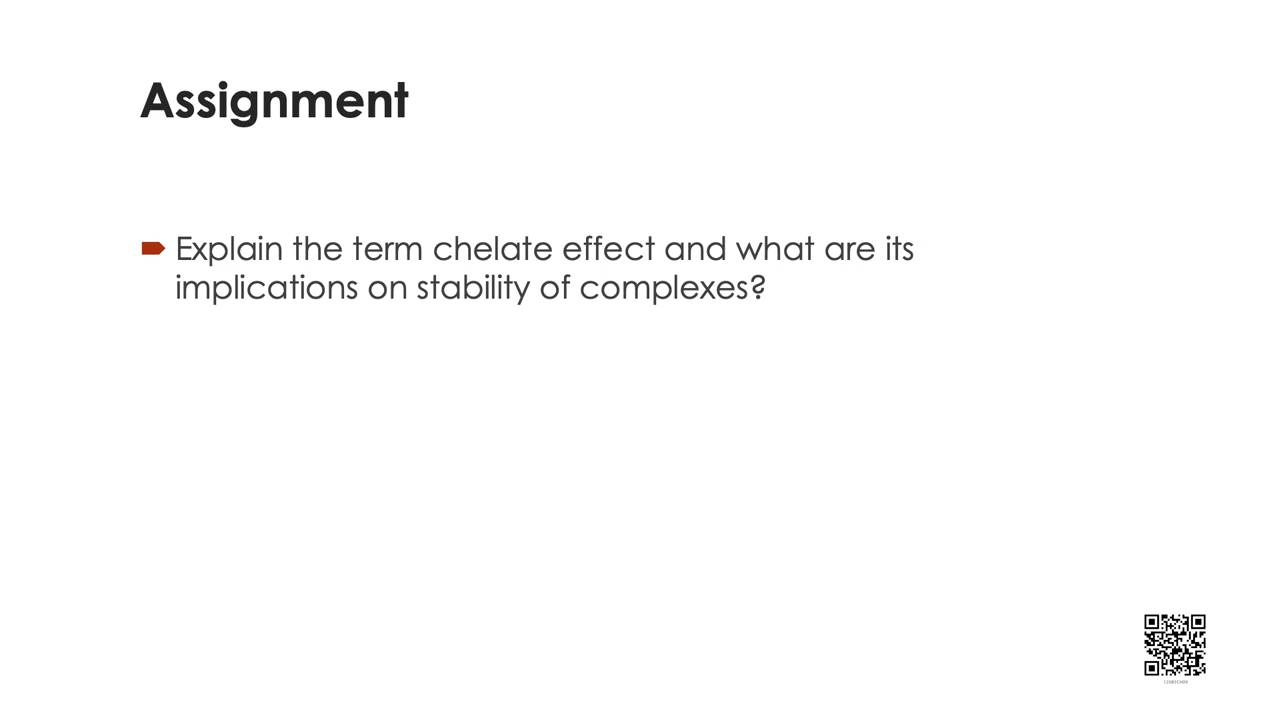 Assignment
Explain the term chelate effect and what are its
implications on stability of complexes?